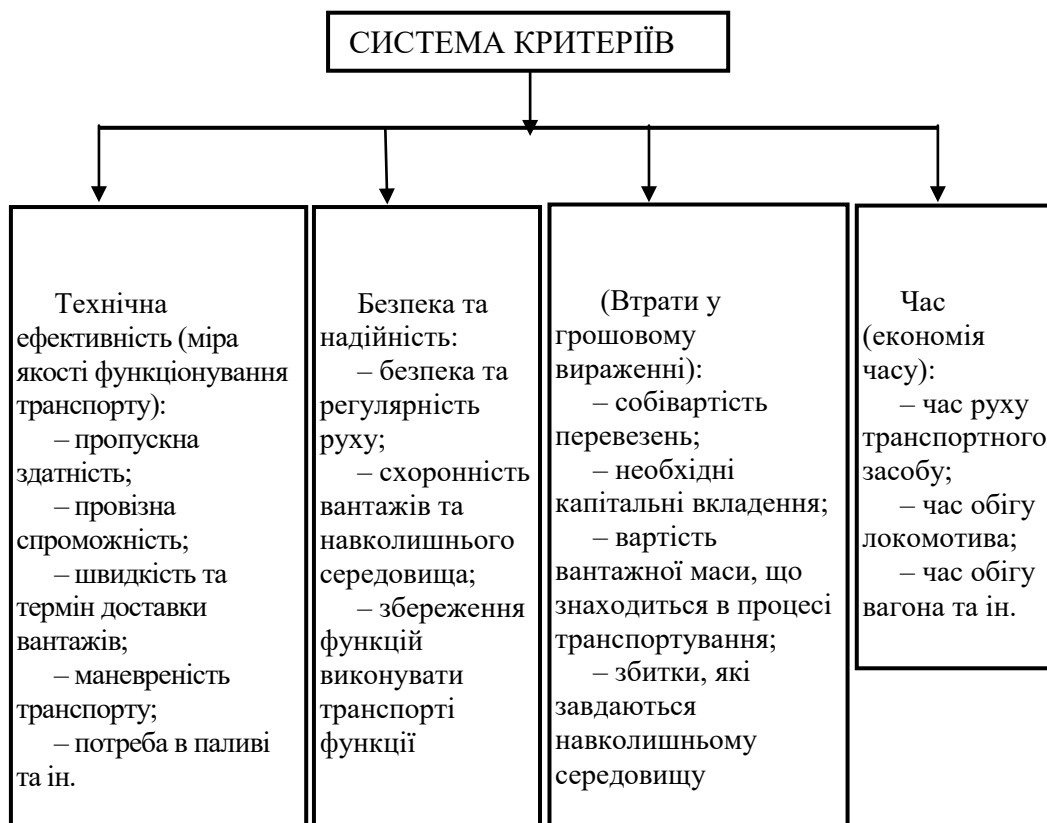 СИСТЕМА КРИТЕРІЇВ
Технічна
ефективність (міра
якості функціонування
транспорту):
– пропускна
здатність;
– провізна
спроможність;
– швидкість та
термін доставки
вантажів;
– маневреність
транспорту;
– потреба в паливі
та ін.
Безпека та
надійність:
– безпека та
регулярність
руху;
– схоронність
вантажів та
навколишнього
середовища;
– збереження
функцій
виконувати
транспорті
функції
(Втрати у
грошовому
вираженні):
– собівартість
перевезень;
– необхідні
капітальні вкладення;
– вартість
вантажної маси, що
знаходиться в процесі
транспортування;
– збитки, які
завдаються
навколишньому
середовищу
Час
(економія
часу):
– час руху
транспортного
засобу;
– час обігу
локомотива;
– час обігу
вагона та ін.